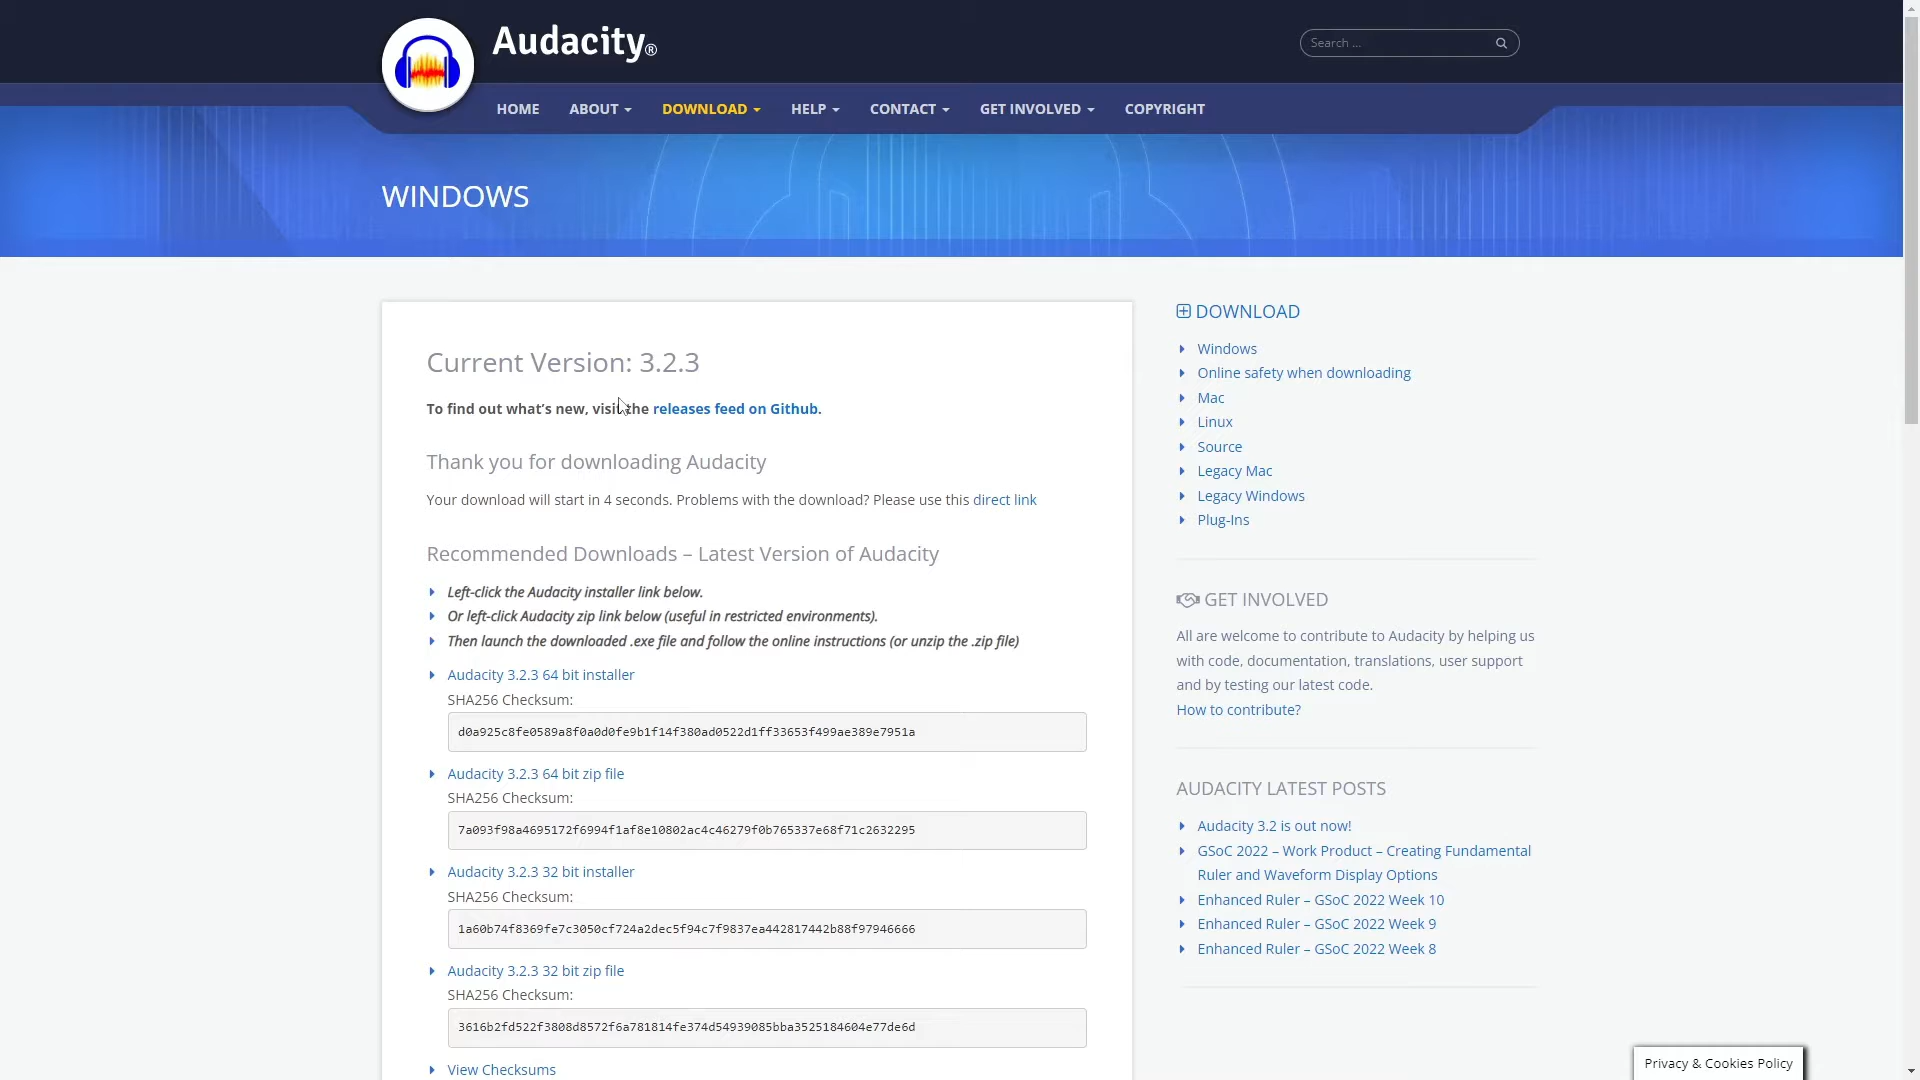 Audacity®
Search ...
HOME ABOUT DOWNLOAD HELP CONTACT GET INVOLVED COPYRIGHT
WINDOWS
Current Version: 3.2.3
To find out what's new, visit the releases feed on Github.
Thank you for downloading Audacity
Your download will start in 4 seconds. Problems with the download? Please use this direct link
Recommended Downloads – Latest Version of Audacity
Left-click the Audacity installer link below.
Or left-click Audacity zip link below (useful in restricted environments).
Then launch the downloaded .exe file and follow the online instructions (or unzip the .zip file)
Audacity 3.2.3 64 bit installer
SHA256 Checksum:
d0a925c8fe0589a8f0a0d0fe9b1f14f380ad0522d1ff33653f499ae389e7951a
Audacity 3.2.3 64 bit zip file
SHA256 Checksum:
7a093f98a4695172f6994f1af8e10802ac4c46279f0b765337e68f71c2632295
Audacity 3.2.3 32 bit installer
SHA256 Checksum:
1a60b74f8369fe7c3050cf724a2dec5f94c7f9837ea442817442b88f97946666
Audacity 3.2.3 32 bit zip file
SHA256 Checksum:
3616b2fd522f3808d8572f6a781814fe374d54939085bba3525184604e77de6d
View Checksums
DOWNLOAD
Windows
Online safety when downloading
Mac
Linux
Source
Legacy Mac
Legacy Windows
Plug-Ins
GET INVOLVED
All are welcome to contribute to Audacity by helping us
with code, documentation, translations, user support
and by testing our latest code.
How to contribute?
AUDACITY LATEST POSTS
Audacity 3.2 is out now!
GSoC 2022 – Work Product – Creating Fundamental
Ruler and Waveform Display Options
Enhanced Ruler – GSoC 2022 Week 10
Enhanced Ruler – GSoC 2022 Week 9
Enhanced Ruler – GSoC 2022 Week 8
Privacy & Cookies Policy